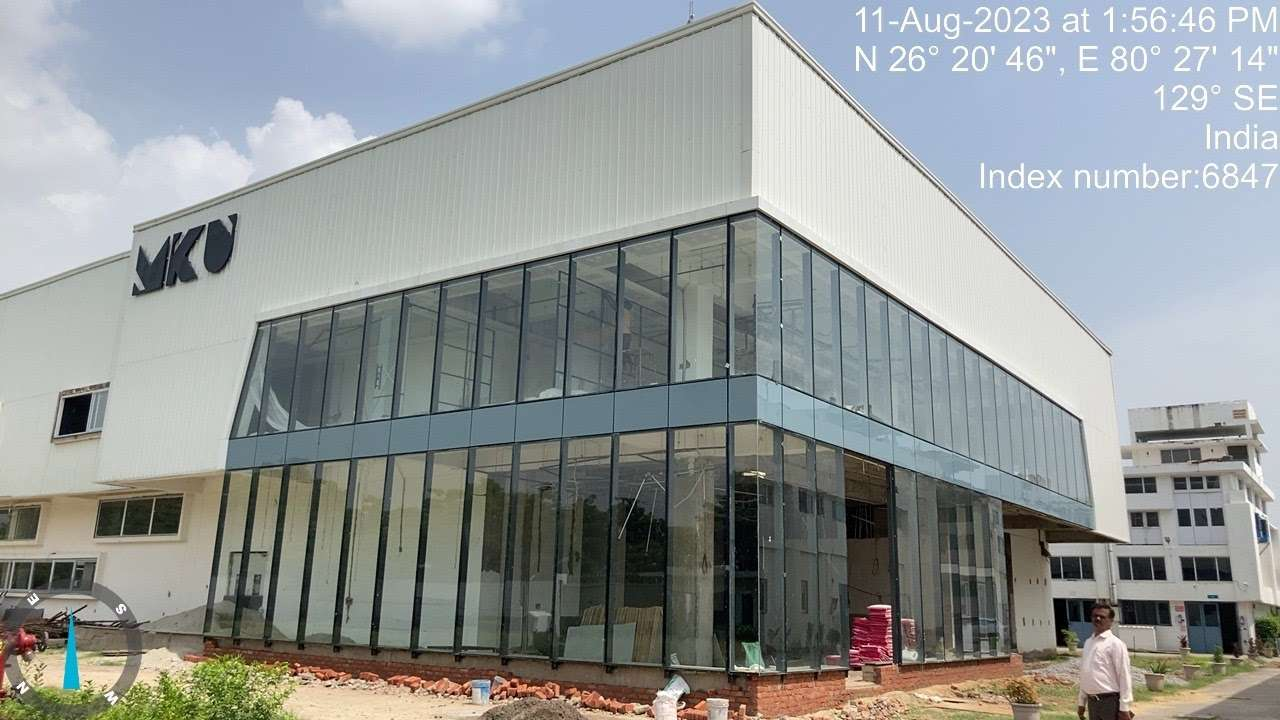 11-Aug-2023 at 1:56:46 PM
N 26° 20' 46", E 80° 27' 14"
129° SE
India
Index number:6847
MKU
S
E
N
W